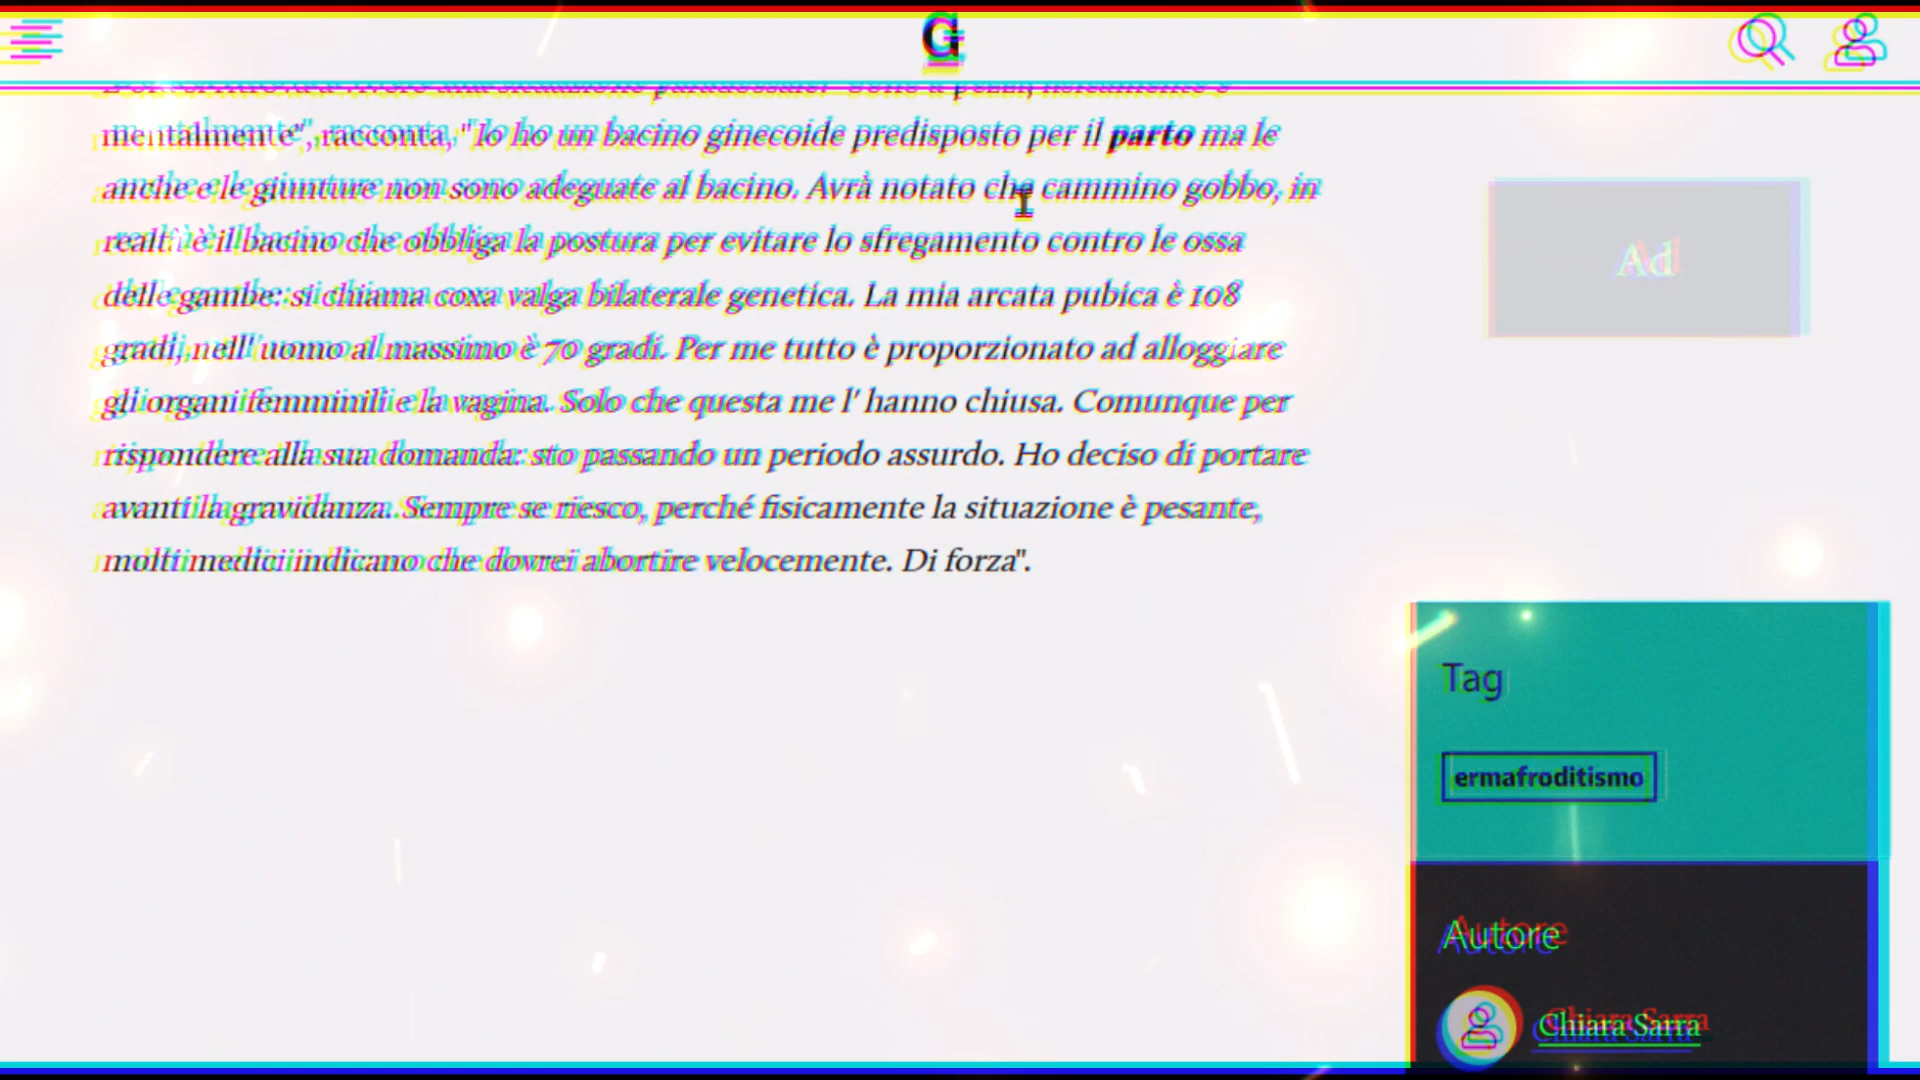 G
mentalmente", racconta, "Io ho un bacino ginecoide predisposto per il parto ma le
anche e le giunture non sono adeguate al bacino. Avrà notato che cammino gobbo, in
realtà è il bacino che obbliga la postura per evitare lo sfregamento contro le ossa
delle gambe: si chiama coxa valga bilaterale genetica. La mia arcata pubica è 108
gradi, nell' uomo al massimo è 70 gradi. Per me tutto è proporzionato ad alloggiare
gli organi femminili e la vagina. Solo che questa me l' hanno chiusa. Comunque per
rispondere alla sua domanda: sto passando un periodo assurdo. Ho deciso di portare
avanti la gravidanza. Sempre se riesco, perché fisicamente la situazione è pesante,
molti medici indicano che dovrei abortire velocemente. Di forza".
Ad
Tag
ermafroditismo
Autore
Chiara Sarra